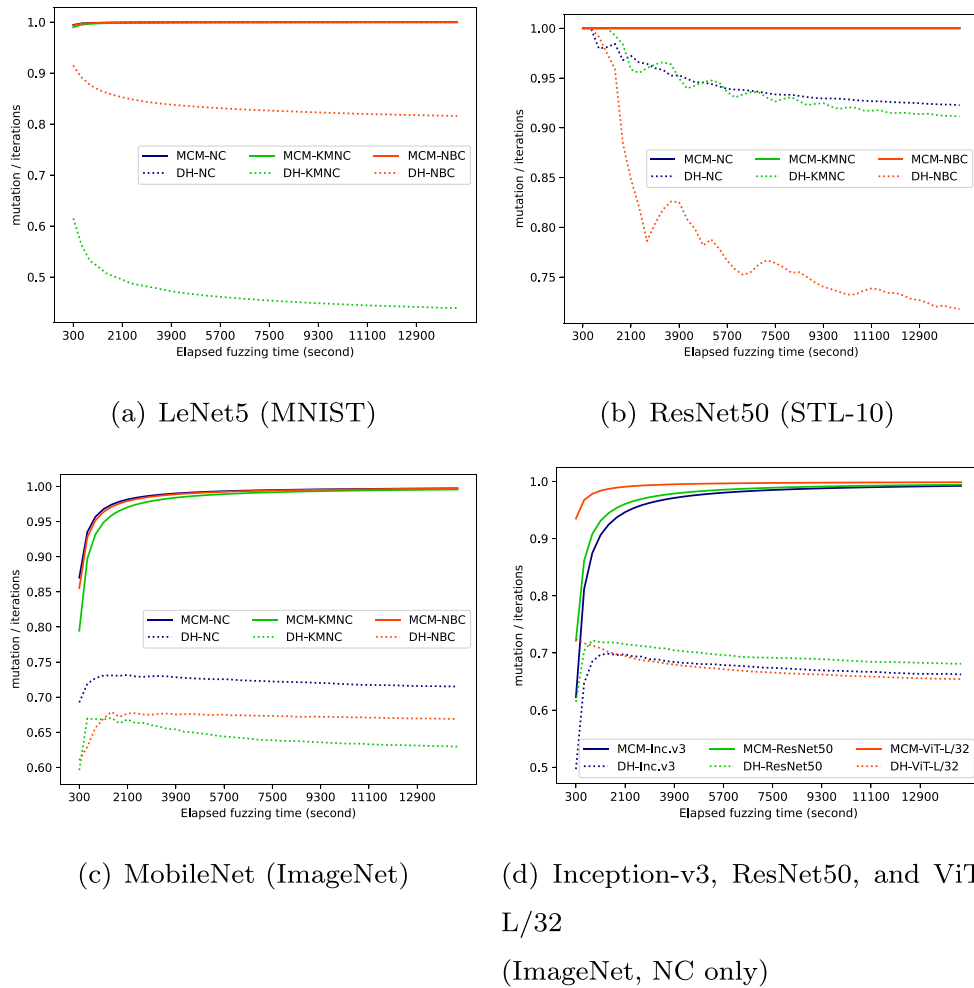 1.0
0.9
0.8
0.7
0.6
0.5
mutation / iterations
MCM-NC MCM-KMNC MCM-NBC
DH-NC DH-KMNC DH-NBC
300 2100 3900 5700 7500 9300 11100 12900
Elapsed fuzzing time (second)
(a) LeNet5 (MNIST)
1.00
0.95
0.90
0.85
0.80
0.75
mutation / iterations
MCM-NC MCM-KMNC MCM-NBC
DH-NC DH-KMNC DH-NBC
300 2100 3900 5700 7500 9300 11100 12900
Elapsed fuzzing time (second)
(b) ResNet50 (STL-10)
1.00
0.95
0.90
0.85
0.80
0.75
0.70
0.65
0.60
mutation / iterations
MCM-NC MCM-KMNC MCM-NBC
DH-NC DH-KMNC DH-NBC
300 2100 3900 5700 7500 9300 11100 12900
Elapsed fuzzing time (second)
(c) MobileNet (ImageNet)
1.0
0.9
0.8
0.7
0.6
0.5
mutation / iterations
MCM-Inc.v3 MCM-ResNet50 MCM-ViT-L/32
DH-Inc.v3 DH-ResNet50 DH-ViT-L/32
300 2100 3900 5700 7500 9300 11100 12900
Elapsed fuzzing time (second)
(d) Inception-v3, ResNet50, and ViT
L/32
(ImageNet, NC only)